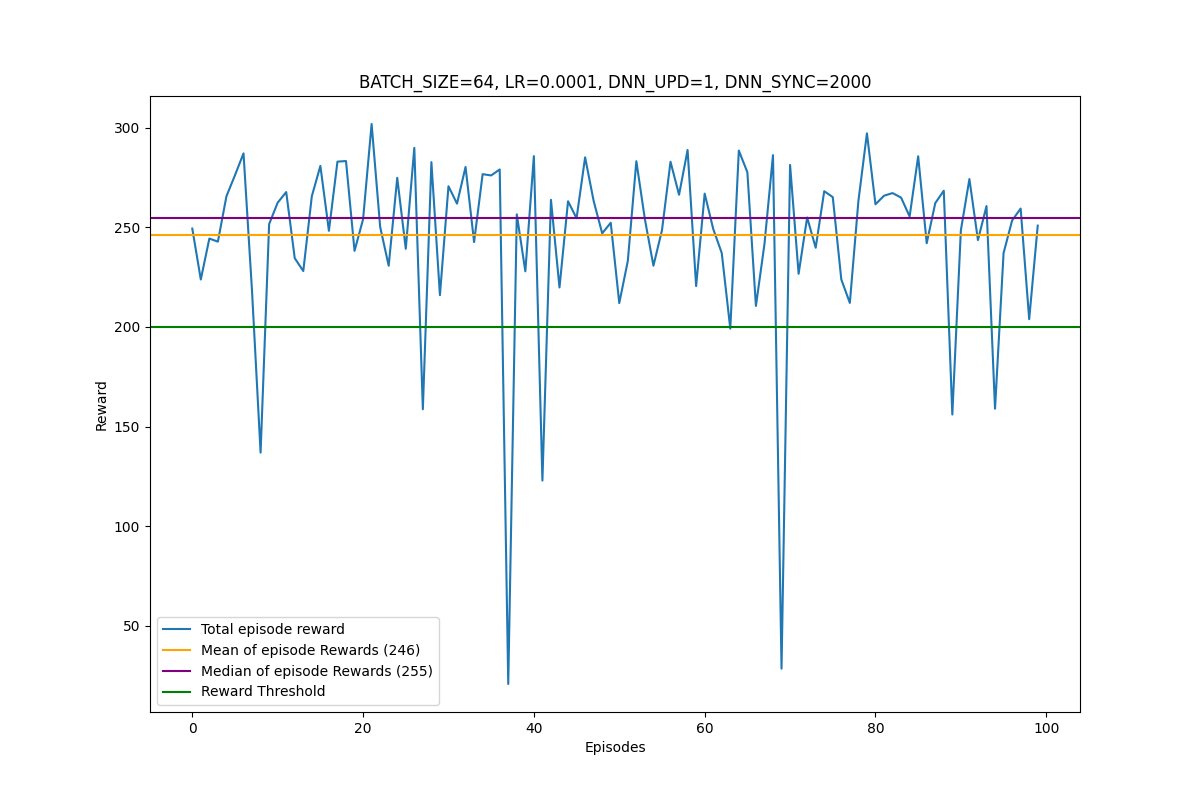 BATCH_SIZE=64, LR=0.0001, DNN_UPD=1, DNN_SYNC=2000
300
250
200
150
100
50
Reward
Total episode reward
Mean of episode Rewards (246)
Median of episode Rewards (255)
Reward Threshold
0 20 40 60 80 100
Episodes